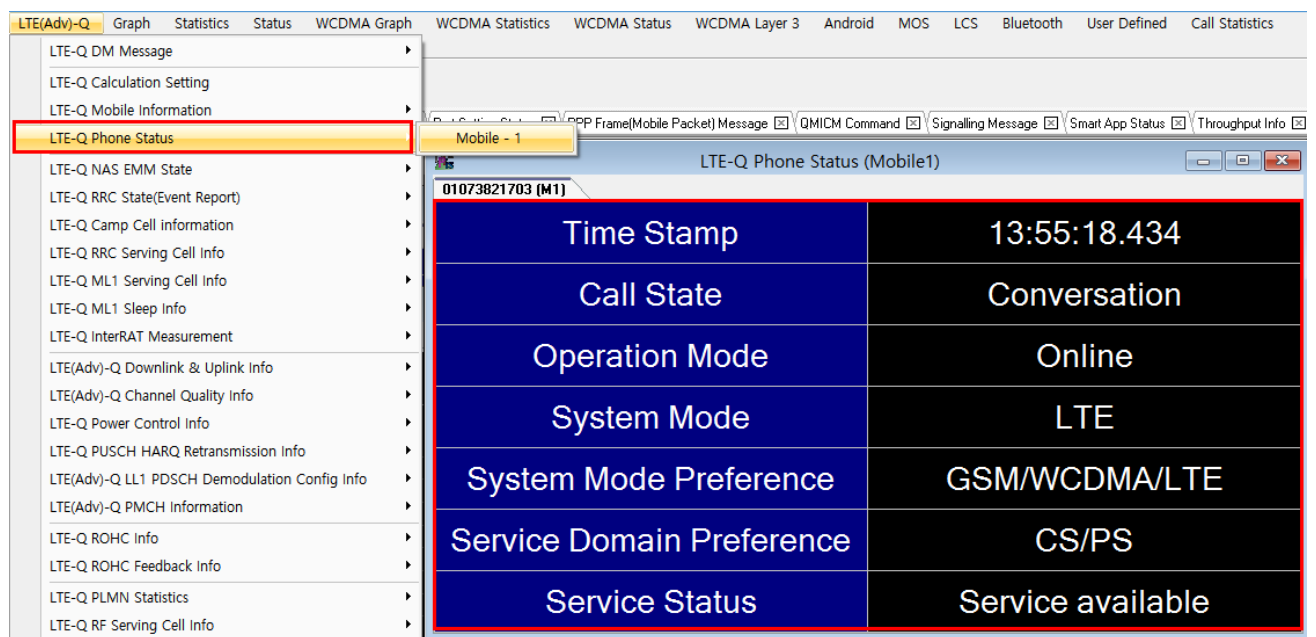 LTE(Adv)-Q Graph Statistics Status WCDMA Graph WCDMA Statistics WCDMA Status WCDMA Layer 3 Android MOS LCS Bluetooth User Defined Call Statistics
LTE-Q DM Message
LTE-Q Calculation Setting
LTE-Q Mobile Information
LTE-Q Phone Status
LTE-Q NAS EMM State
LTE-Q RRC State(Event Report)
LTE-Q Camp Cell information
LTE-Q RRC Serving Cell Info
LTE-Q ML1 Serving Cell Info
LTE-Q ML1 Sleep Info
LTE-Q InterRAT Measurement
LTE(Adv)-Q Downlink & Uplink Info
LTE(Adv)-Q Channel Quality Info
LTE-Q Power Control Info
LTE-Q PUSCH HARQ Retransmission Info
LTE(Adv)-Q LL1 PDSCH Demodulation Config Info
LTE(Adv)-Q PMCH Information
LTE-Q ROHC Info
LTE-Q ROHC Feedback Info
LTE-Q PLMN Statistics
LTE-Q RF Serving Cell Info
Mobile - 1
PPP Frame(Mobile Packet) Message QMICM Command Signalling Message Smart App Status Throughput Info
LTE-Q Phone Status (Mobile1)
01073821703 (M1)
Time Stamp 13:55:18.434
Call State Conversation
Operation Mode Online
System Mode LTE
System Mode Preference GSM/WCDMA/LTE
Service Domain Preference CS/PS
Service Status Service available